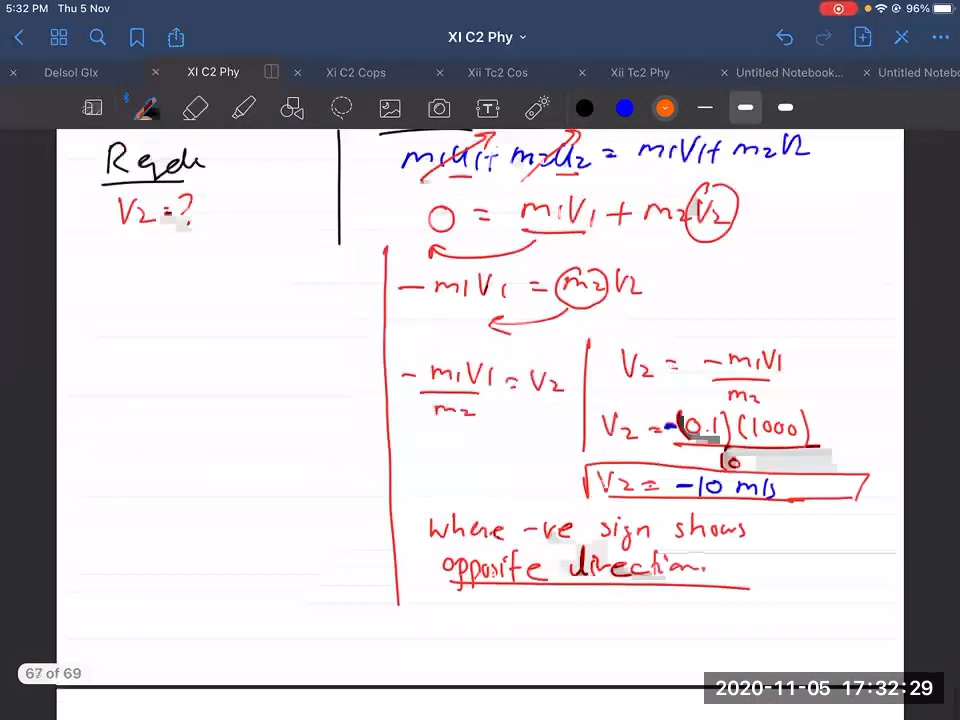 5:32 PM Thu 5 Nov 96%
XI C2 Phy
Delsol Glx XI C2 Phy Xi C2 Cops Xii Tc2 Cos Xii Tc2 Phy Untitled Notebook... Untitled Notebo
m1u1+ m2u2 = m1V1+ m2V2
Reqde
V2 = ?
0 = m1V1 + m2V2
- m1V1 = m2V2
- m1V1/m2 = V2
V2 = -m1V1/m2
V2 = -(0.1)(1000)/10
V2 = -10 m/s
where -ve sign shows
opposite direction.
67 of 69
2020-11-05 17:32:29